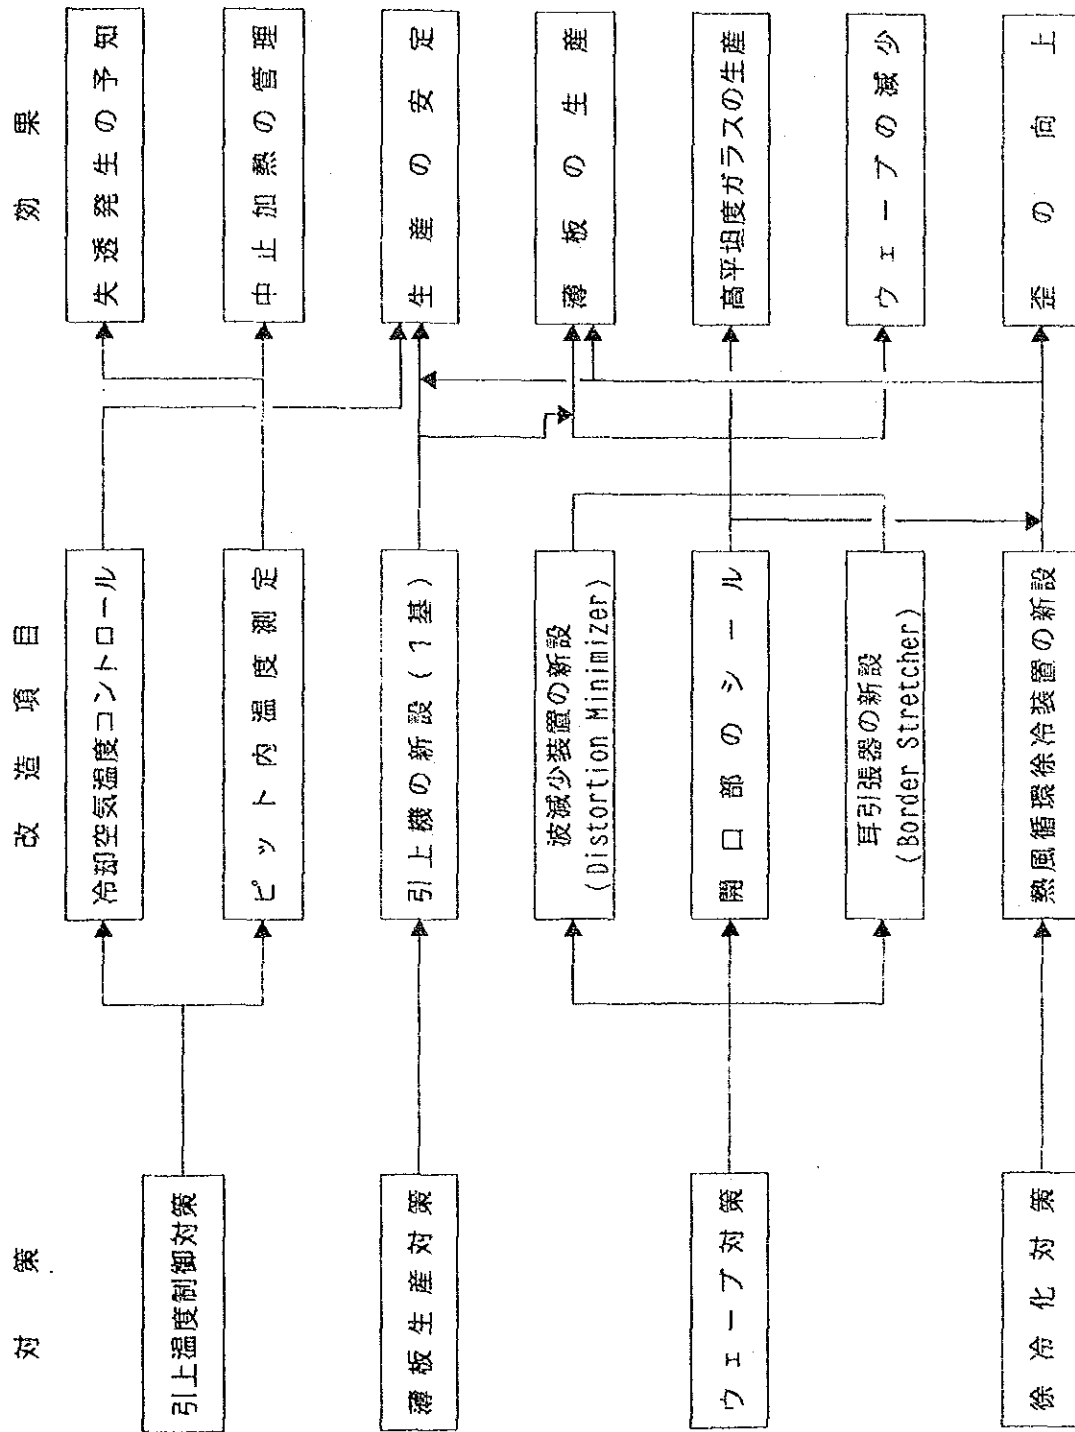 対策
改造項目
効果
引上温度制御対策
薄板生産対策
ウェーブ対策
徐冷化対策
冷却空気温度コントロール
ピット内温度測定
引上機の新設(1基)
波減少装置の新設
(Distortion Minimizer)
開口部のシール
耳引張器の新設
(Border Stretcher)
熱風循環徐冷装置の新設
失透発生の予知
中止加熱の管理
生産の安定
薄板の生産
高平坦度ガラスの生産
ウェーブの減少
歪の向上